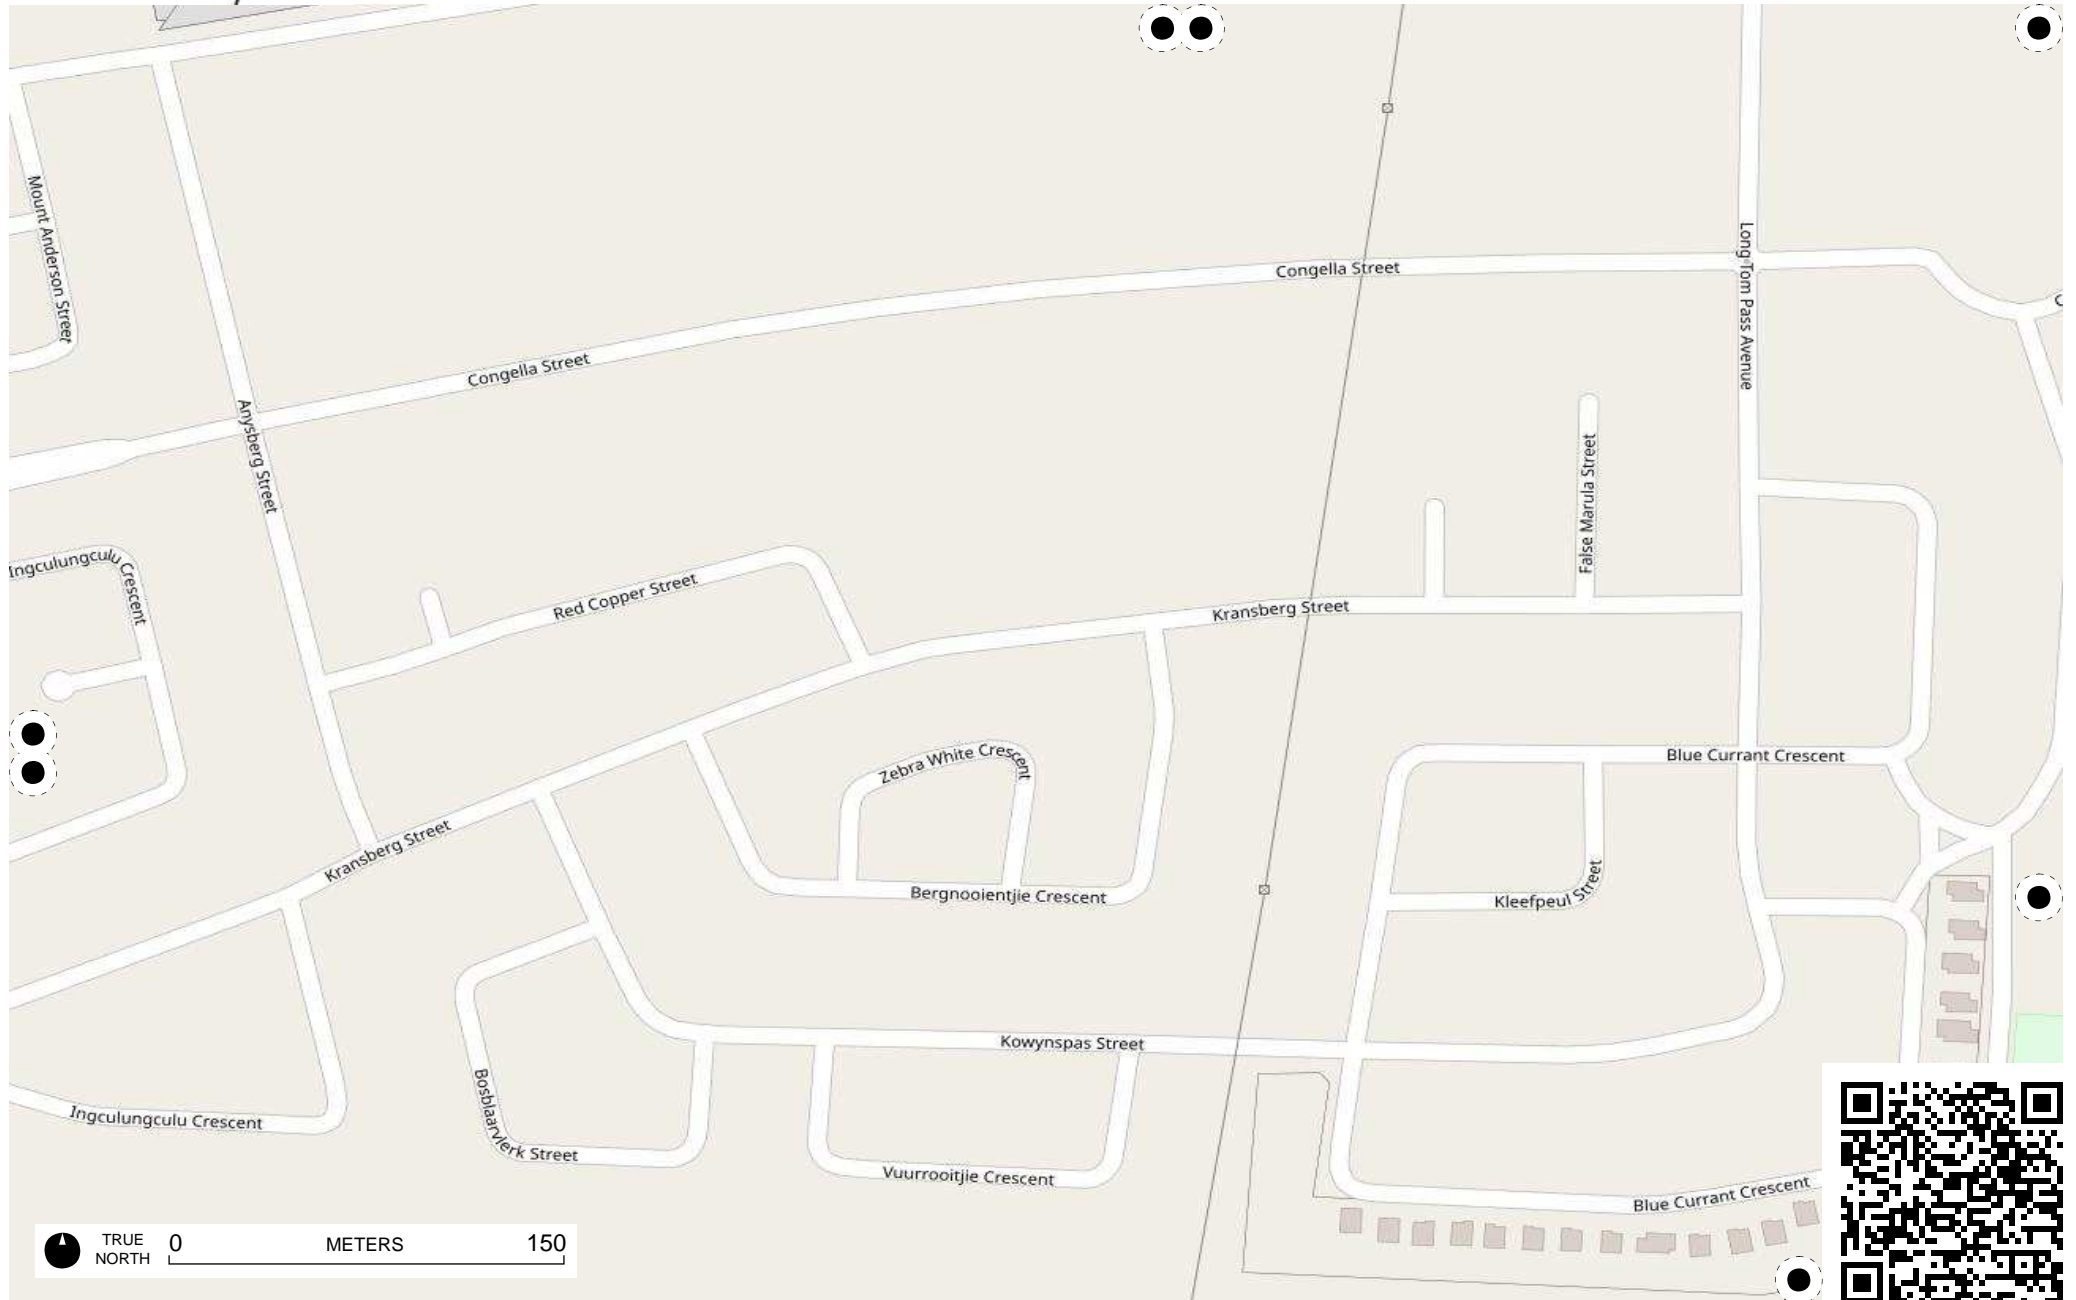 Mount Anderson Street
Long Tom Pass Avenue
Congella Street
Congella Street
Anysberg Street
False Marula Street
Ingculungculu Crescent
Red Copper Street
Kransberg Street
Zebra White Crescent
Blue Currant Crescent
Kransberg Street
Bergnooientjie Crescent
Kleefpeul Street
Kowynspas Street
Bosblaarvlerk Street
Ingculungculu Crescent
Vuurrooitjie Crescent
Blue Currant Crescent
TRUE
NORTH
0 METERS 150